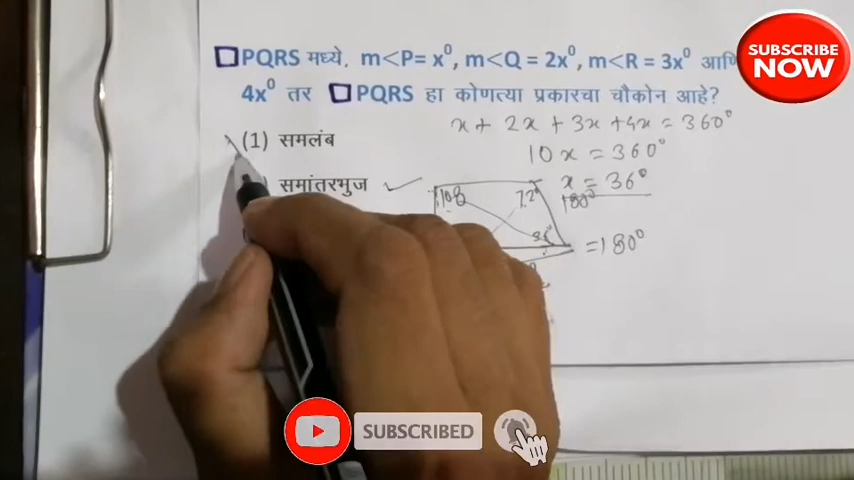 □PQRS मध्ये, m<P= x⁰, m<Q = 2x⁰, m<R = 3x⁰ आणि
4x⁰ तर □PQRS हा कोणत्या प्रकारचा चौकोन आहे?
x + 2x + 3x + 4x = 360°
(1) समलंब
10x = 360°
समांतरभुज
x = 36°
108
72°
180°
= 180°
SUBSCRIBE
NOW
SUBSCRIBED